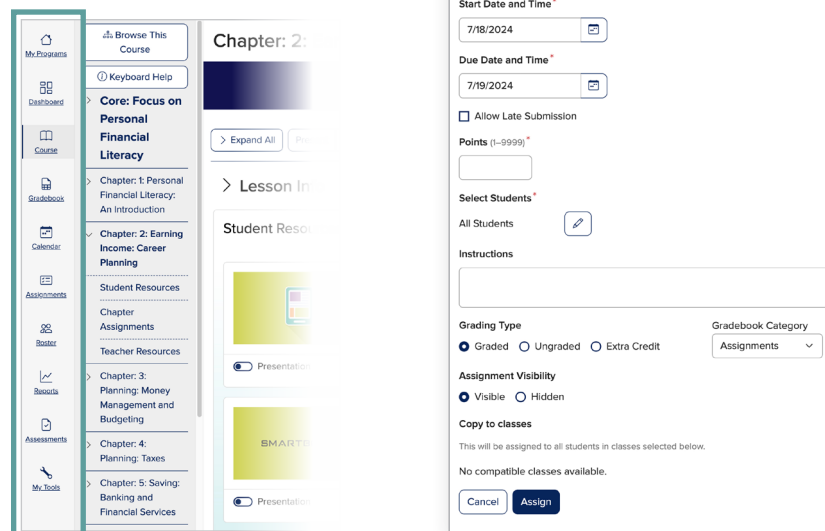 My Programs
Dashboard
Course
Gradebook
Calendar
Assignments
Roster
Reports
Assessments
My Tools
Browse This
Course
Keyboard Help
Core: Focus on
Personal
Financial
Literacy
Chapter: 1: Personal
Financial Literacy:
An Introduction
Chapter: 2: Earning
Income: Career
Planning
Student Resources
Chapter
Assignments
Teacher Resources
Chapter: 3:
Planning: Money
Management and
Budgeting
Chapter: 4:
Planning: Taxes
Chapter: 5: Saving:
Banking and
Financial Services
Chapter: 2:
Expand All
Lesson In
Student Reso
Presentation
SMART
Presentation
Start Date and Time*
7/18/2024
Due Date and Time*
7/19/2024
Allow Late Submission
Points (1–9999)*
Select Students*
All Students
Instructions
Grading Type
Graded Ungraded Extra Credit
Gradebook Category
Assignments
Assignment Visibility
Visible Hidden
Copy to classes
This will be assigned to all students in classes selected below.
No compatible classes available.
Cancel Assign